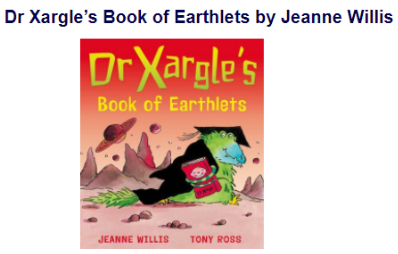 Dr Xargle’s Book of Earthlets by Jeanne Willis
Dr Xargle's
Book of Earthlets
JEANNE WILLIS TONY ROSS